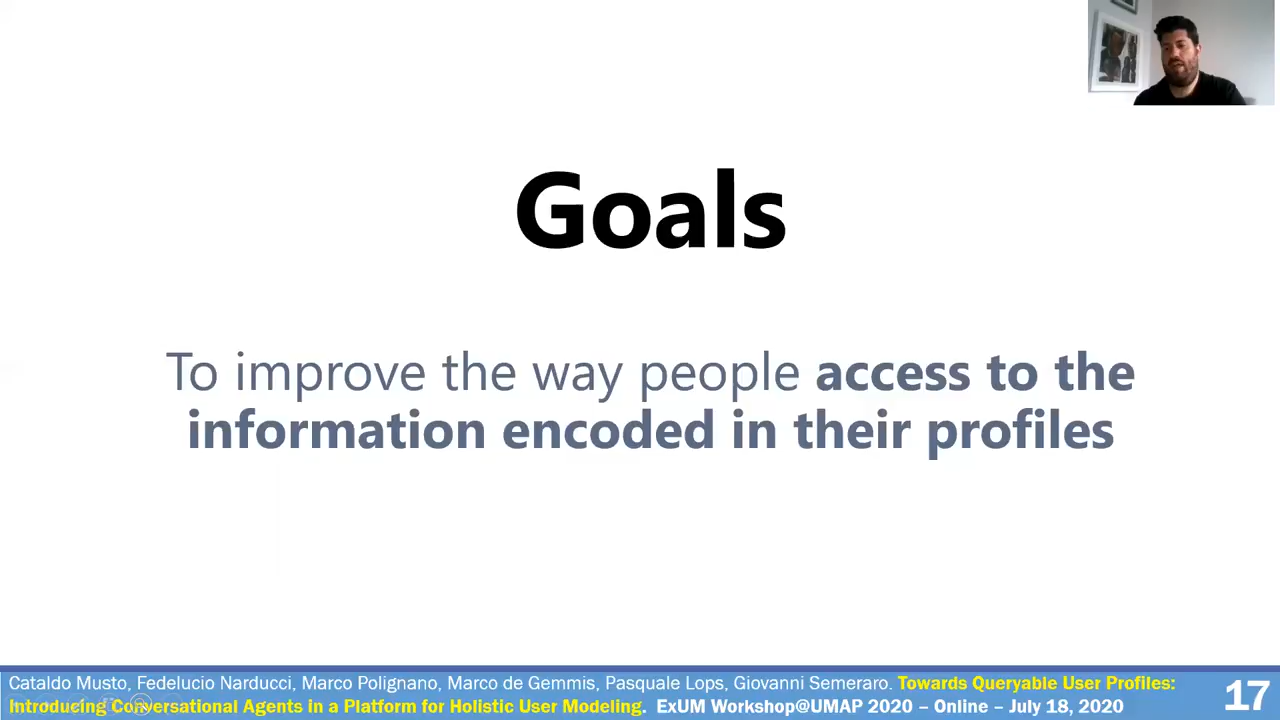 Goals
To improve the way people access to the
information encoded in their profiles
Cataldo Musto, Fedelucio Narducci, Marco Polignano, Marco de Gemmis, Pasquale Lops, Giovanni Semeraro. Towards Queryable User Profiles:
Introducing Conversational Agents in a Platform for Holistic User Modeling. ExUM Workshop@UMAP 2020 – Online – July 18, 2020
17